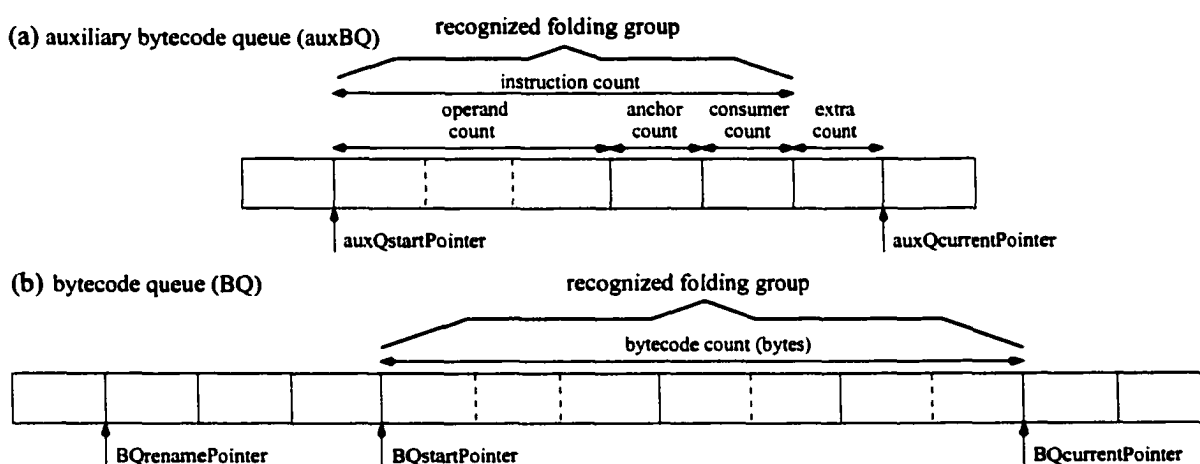 (a) auxiliary bytecode queue (auxBQ)
recognized folding group
instruction count
operand count
anchor count
consumer count
extra count
auxQstartPointer
auxQcurrentPointer
(b) bytecode queue (BQ)
recognized folding group
bytecode count (bytes)
BQrenamePointer
BQstartPointer
BQcurrentPointer